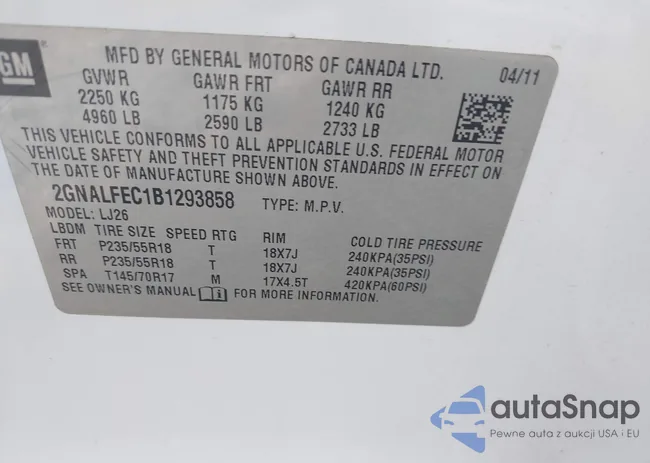 GM
MFD BY GENERAL MOTORS OF CANADA LTD. 04/11
GVWR GAWR FRT GAWR RR
2250 KG 1175 KG 1240 KG
4960 LB 2590 LB 2733 LB
THIS VEHICLE CONFORMS TO ALL APPLICABLE U.S. FEDERAL MOTOR
VEHICLE SAFETY AND THEFT PREVENTION STANDARDS IN EFFECT ON
THE DATE OF MANUFACTURE SHOWN ABOVE.
2GNALFEC1B1293858 TYPE: M.P.V.
MODEL: LJ26
LBDM TIRE SIZE SPEED RTG RIM COLD TIRE PRESSURE
FRT P235/55R18 T 18X7J 240KPA(35PSI)
RR P235/55R18 T 18X7J 240KPA(35PSI)
SPA T145/70R17 M 17X4.5T 420KPA(60PSI)
SEE OWNER'S MANUAL FOR MORE INFORMATION.
autaSnap
Pewne auta z aukcji USA i EU